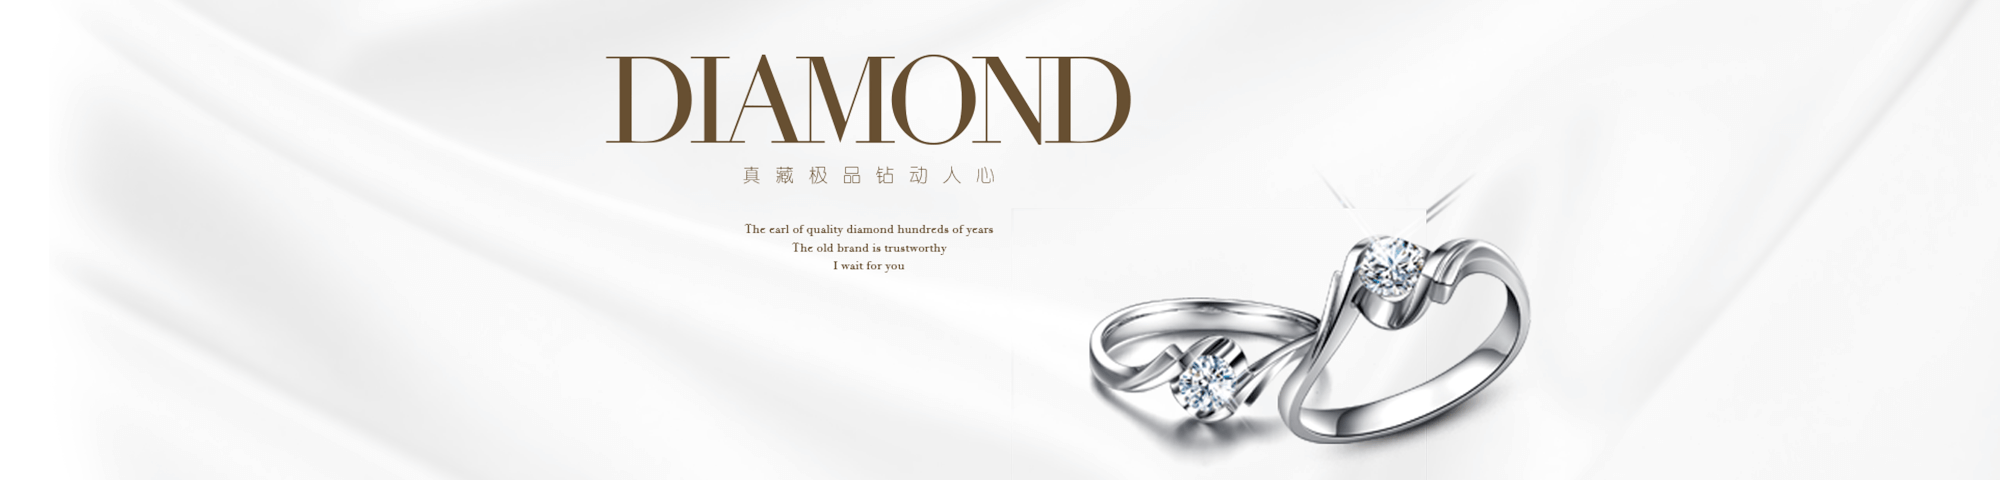 DIAMOND
真藏极品钻动人心
The earl of quality diamond hundreds of years
The old brand is trustworthy
I wait for you